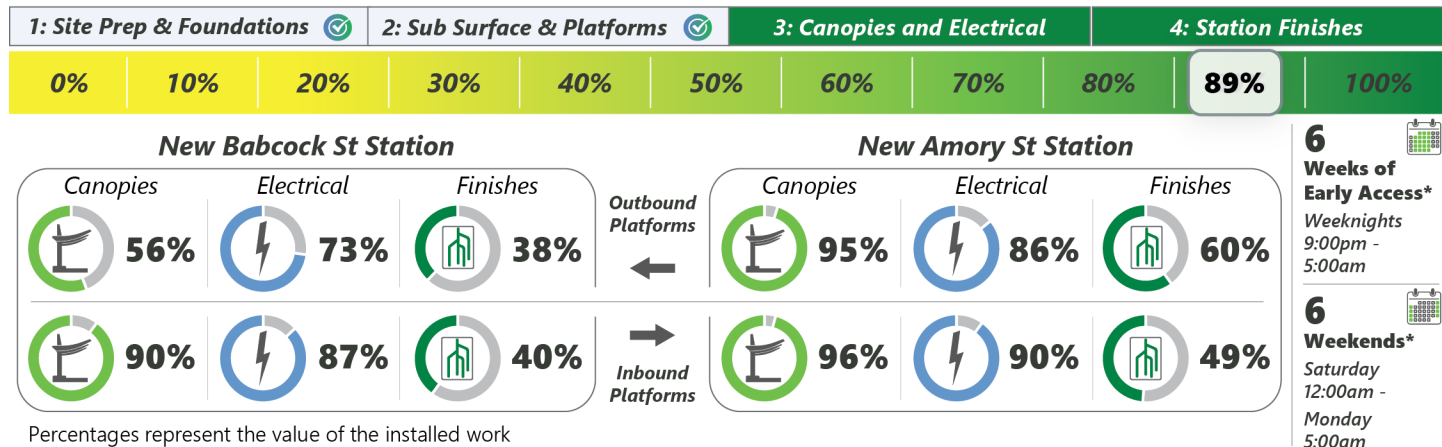 1: Site Prep & Foundations
2: Sub Surface & Platforms
3: Canopies and Electrical
4: Station Finishes
0% 10% 20% 30% 40% 50% 60% 70% 80% 89% 100%
New Babcock St Station
Canopies Electrical Finishes
56% 73% 38%
90% 87% 40%
Outbound
Platforms
Inbound
Platforms
New Amory St Station
Canopies Electrical Finishes
95% 86% 60%
96% 90% 49%
6
Weeks of
Early Access*
Weeknights
9:00pm -
5:00am
6
Weekends*
Saturday
12:00am -
Monday
5:00am
Percentages represent the value of the installed work